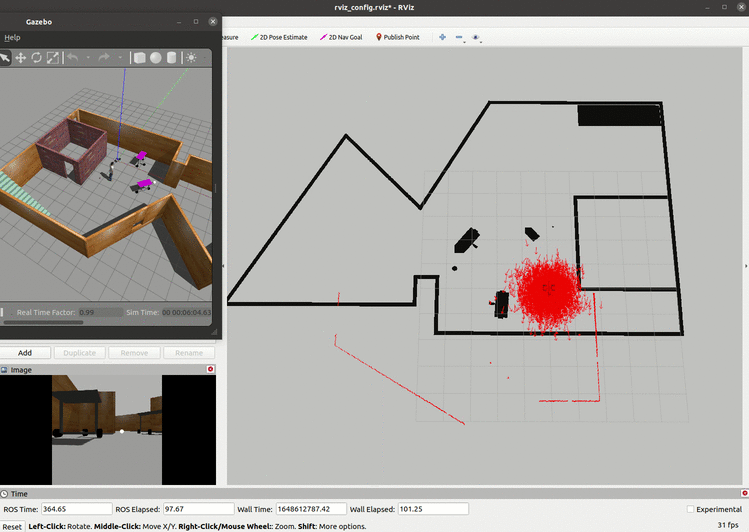 rviz_config.rviz* - RViz
Gazebo
Help
easure
2D Pose Estimate
2D Nav Goal
Publish Point
Real Time Factor: 0.99
Sim Time: 00 00:06:04.63
Add
Duplicate
Remove
Rename
Image
Time
ROS Time: 364.65
ROS Elapsed: 97.67
Wall Time: 1648612787.42
Wall Elapsed: 101.25
Experimental
Reset
Left-Click: Rotate. Middle-Click: Move X/Y. Right-Click/Mouse Wheel:: Zoom. Shift: More options.
31 fps